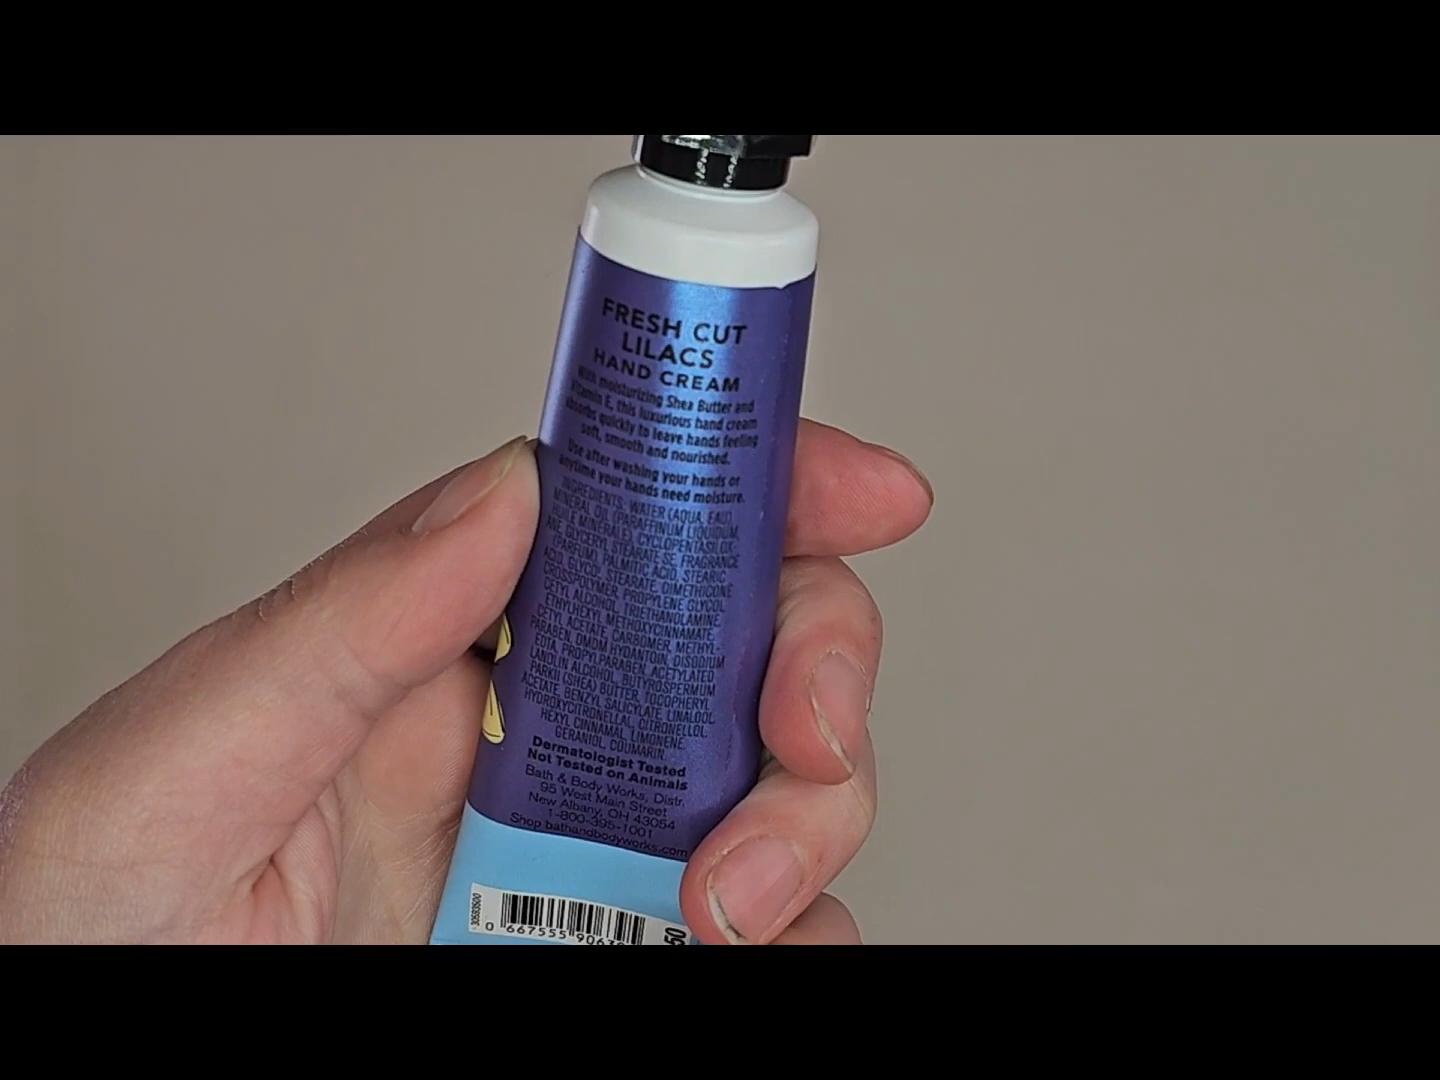 FRESH CUT
LILACS
HAND CREAM
With moisturizing Shea Butter and
Vitamin E, this luxurious hand cream
absorbs quickly to leave hands feeling
soft, smooth and nourished.
Use after washing your hands or
anytime your hands need moisture.
INGREDIENTS: WATER (AQUA, EAU),
MINERAL OIL (PARAFFINUM LIQUIDUM,
HUILE MINERALE), CYCLOPENTASILOX-
ANE, GLYCERYL STEARATE SE, FRAGRANCE
(PARFUM), PALMITIC ACID, STEARIC
ACID, GLYCOL STEARATE, DIMETHICONE
CROSSPOLYMER, PROPYLENE GLYCOL,
CETYL ALCOHOL, TRIETHANOLAMINE,
ETHYLHEXYL METHOXYCINNAMATE,
CETYL ACETATE, CARBOMER, METHYL-
PARABEN, DMDM HYDANTOIN, DISODIUM
EDTA, PROPYLPARABEN, ACETYLATED
LANOLIN ALCOHOL, BUTYROSPERMUM
PARKII (SHEA) BUTTER, TOCOPHERYL
ACETATE, BENZYL SALICYLATE, LINALOOL,
HYDROXYCITRONELLAL, CITRONELLOL,
HEXYL CINNAMAL, LIMONENE,
GERANIOL, COUMARIN.
Dermatologist Tested
Not Tested on Animals
Bath & Body Works, Distr.
95 West Main Street
New Albany, OH 43054
1-800-395-1001
Shop bathandbodyworks.com
0 667555 9063
50